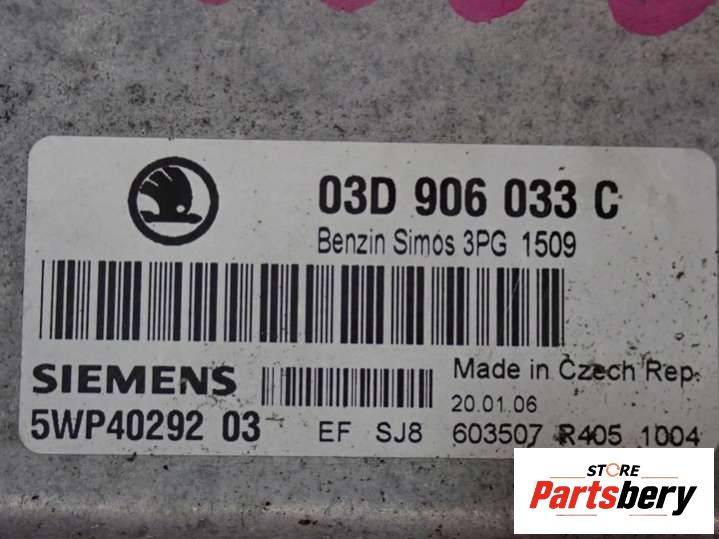 03D 906 033 C
Benzin Simos 3PG 1509
SIEMENS
Made in Czech Rep.
20.01.06
5WP40292 03
EF SJ8
603507 R405 1004
STORE
Partsbery